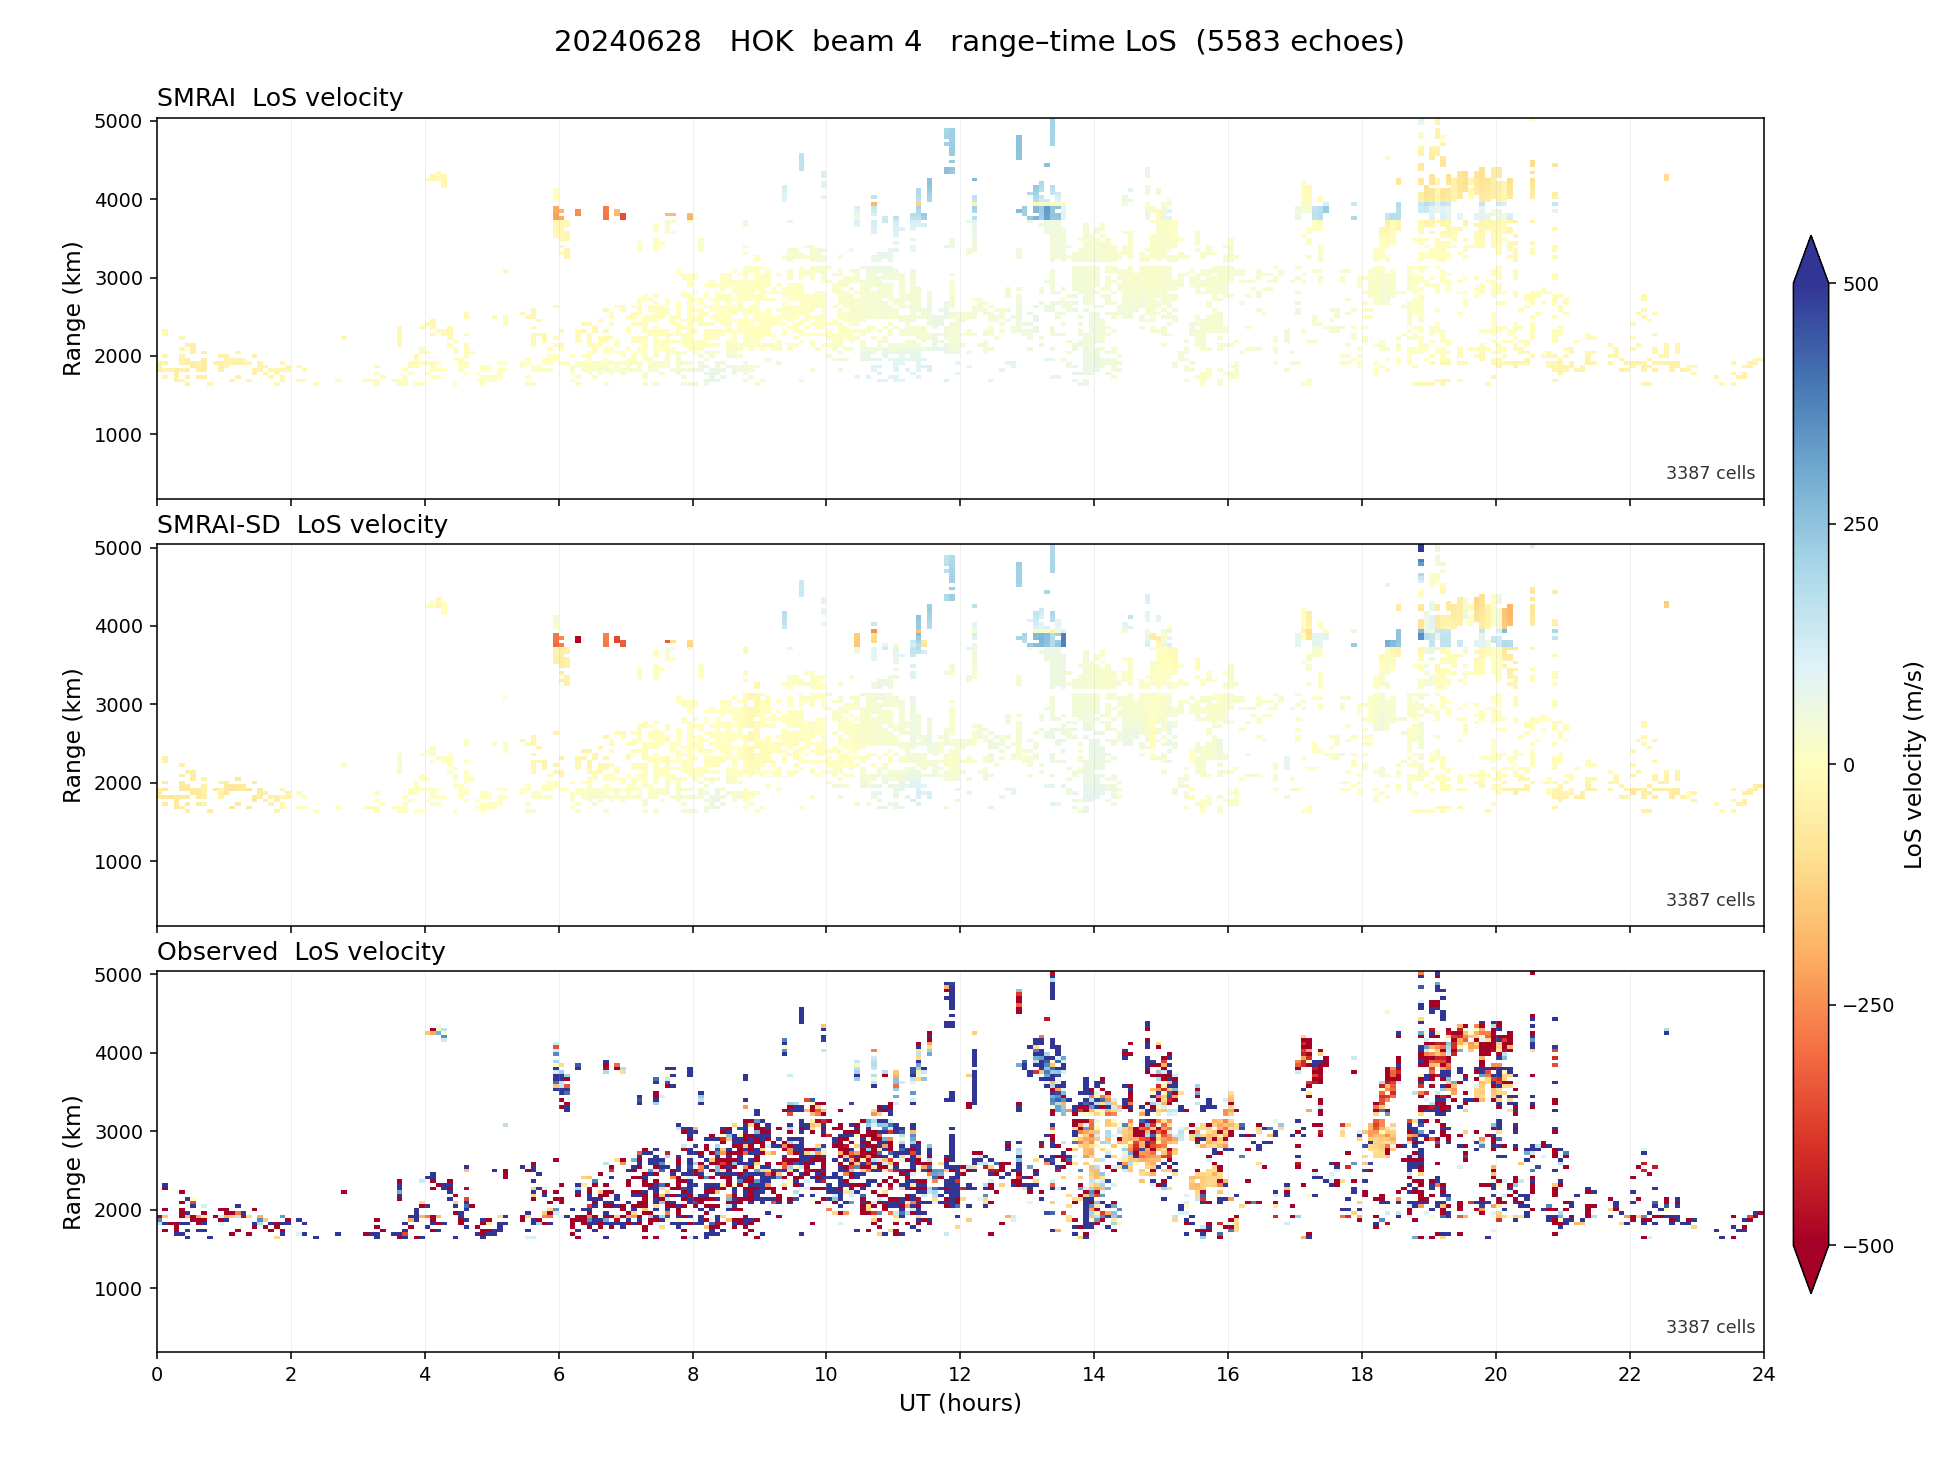 20240628   HOK  beam 4   range–time LoS  (5583 echoes)
SMRAI  LoS velocity
5000
4000
3000
2000
1000
Range (km)
3387 cells
SMRAI-SD  LoS velocity
5000
4000
3000
2000
1000
Range (km)
3387 cells
Observed  LoS velocity
5000
4000
3000
2000
1000
Range (km)
3387 cells
0 2 4 6 8 10 12 14 16 18 20 22 24
UT (hours)
500
250
0
−250
−500
LoS velocity (m/s)